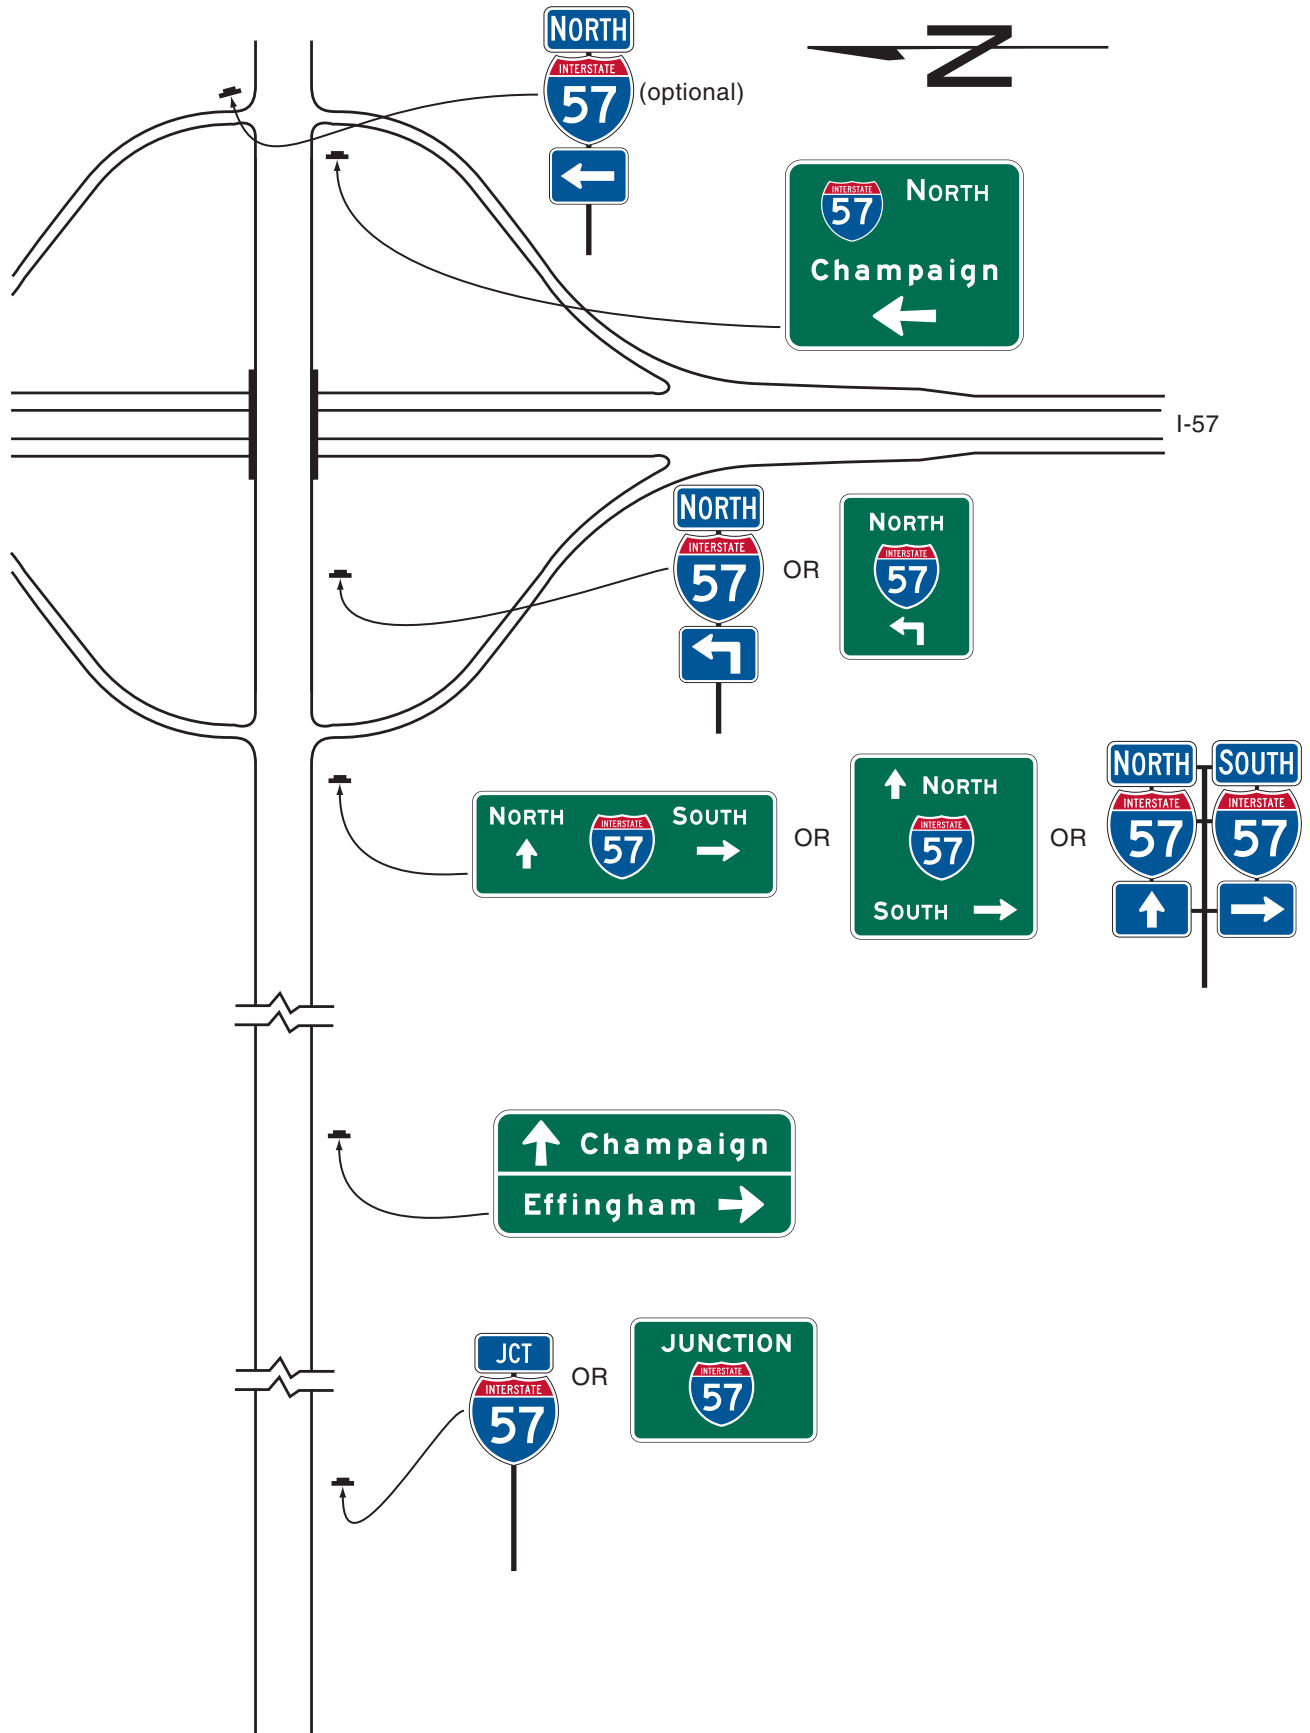 NORTH
INTERSTATE
57
(optional)
N
INTERSTATE
57
NORTH
Champaign
I-57
NORTH
INTERSTATE
57
OR
NORTH
INTERSTATE
57
NORTH
INTERSTATE
57
SOUTH
OR
NORTH
INTERSTATE
57
SOUTH
OR
NORTH
INTERSTATE
57
SOUTH
INTERSTATE
57
Champaign
Effingham
JCT
INTERSTATE
57
OR
JUNCTION
INTERSTATE
57